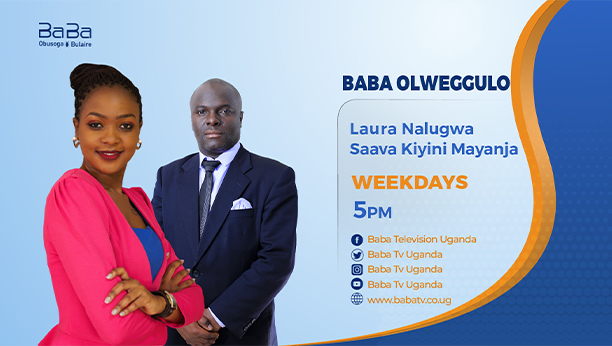 BaBa
Obusoga Bulaire
BABA OLWEGGULO
Laura Nalugwa
Saava Kiyini Mayanja
WEEKDAYS
5PM
Baba Television Uganda
Baba Tv Uganda
Baba Tv Uganda
Baba Tv Uganda
www.babatv.co.ug